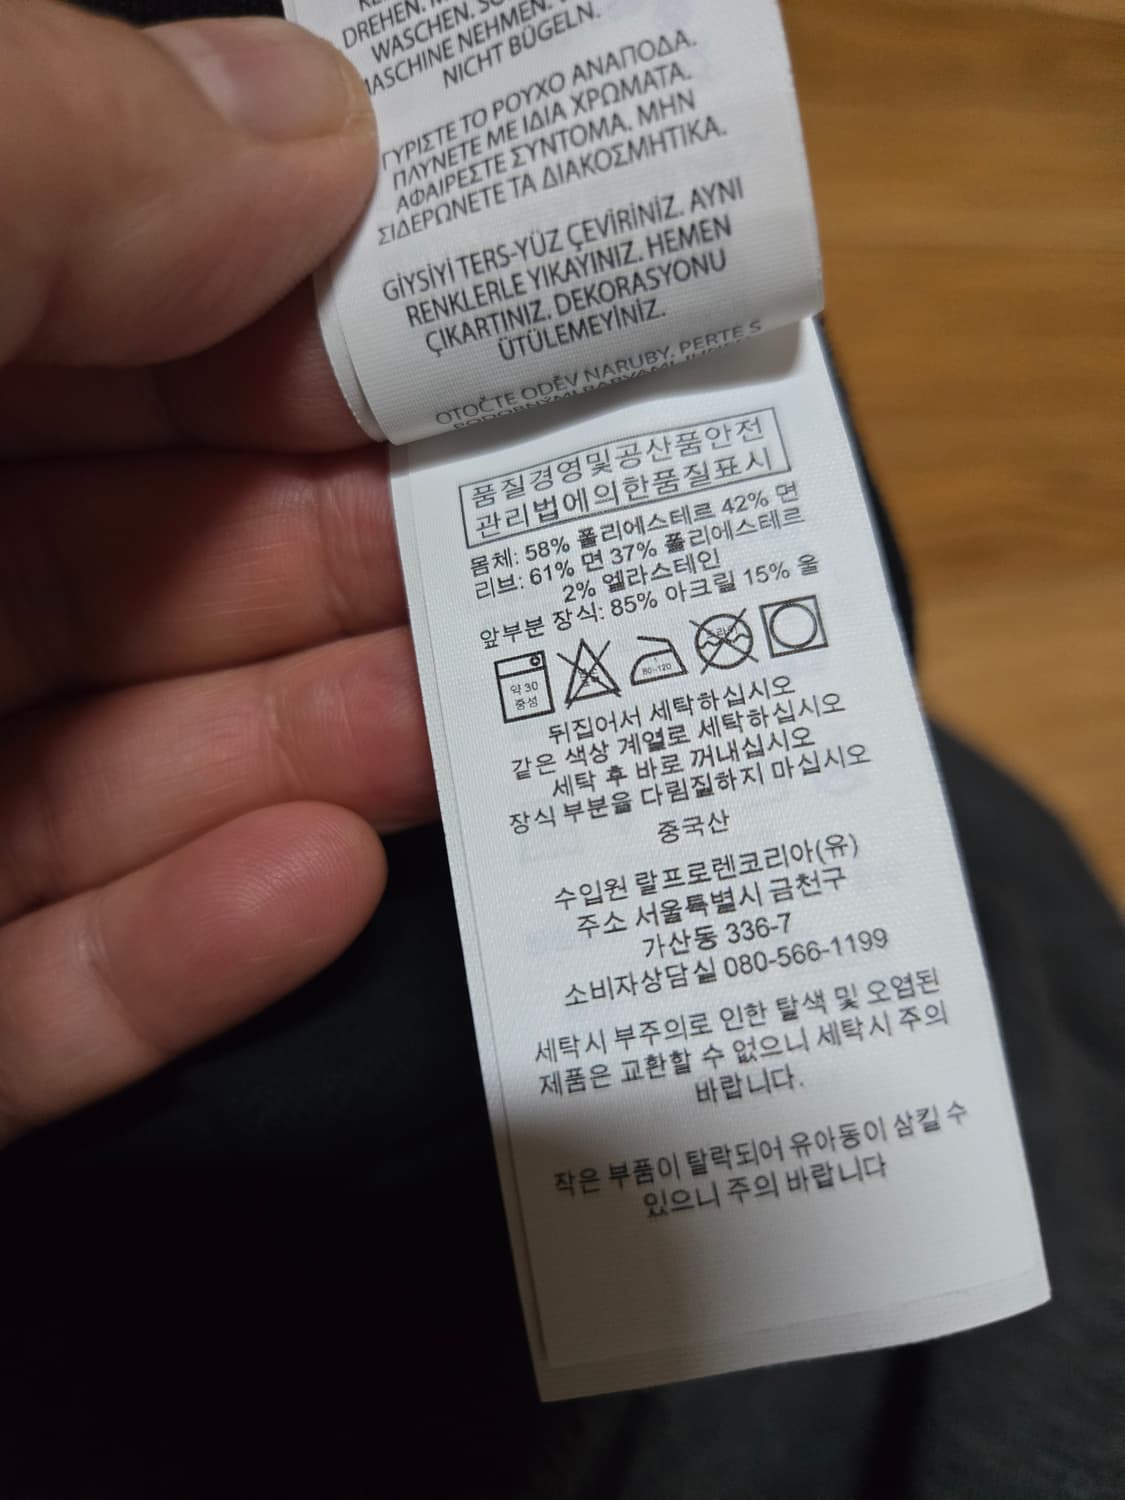 DREHEN.
WASCHEN.
MASCHINE NEHMEN.
NICHT BÜGELN.
ΓΥΡΙΣΤΕ ΤΟ ΡΟΥΧΟ ΑΝΑΠΟΔΑ.
ΠΛΥΝΕΤΕ ΜΕ ΙΔΙΑ ΧΡΩΜΑΤΑ.
ΑΦΑΙΡΕΣΤΕ ΣΥΝΤΟΜΑ. ΜΗΝ
ΣΙΔΕΡΩΝΕΤΕ ΤΑ ΔΙΑΚΟΣΜΗΤΙΚΑ.
GİYSİYİ TERS-YÜZ ÇEVİRİNİZ. AYNI
RENKLERLE YIKAYINIZ. HEMEN
ÇIKARTINIZ. DEKORASYONU
ÜTÜLEMEYİNİZ.
OTOČTE ODĚV NARUBY. PERTE S
품질경영및공산품안전
관리법에의한품질표시
몸체: 58% 폴리에스테르 42% 면
리브: 61% 면 37% 폴리에스테르
2% 엘라스테인
앞부분 장식: 85% 아크릴 15% 울
약 30
중성
1
80~120
뒤집어서 세탁하십시오
같은 색상 계열로 세탁하십시오
세탁 후 바로 꺼내십시오
장식 부분을 다림질하지 마십시오
중국산
수입원 랄프로렌코리아(유)
주소 서울특별시 금천구
가산동 336-7
소비자상담실 080-566-1199
세탁시 부주의로 인한 탈색 및 오염된
제품은 교환할 수 없으니 세탁시 주의
바랍니다.
작은 부품이 탈락되어 유아동이 삼킬 수
있으니 주의 바랍니다